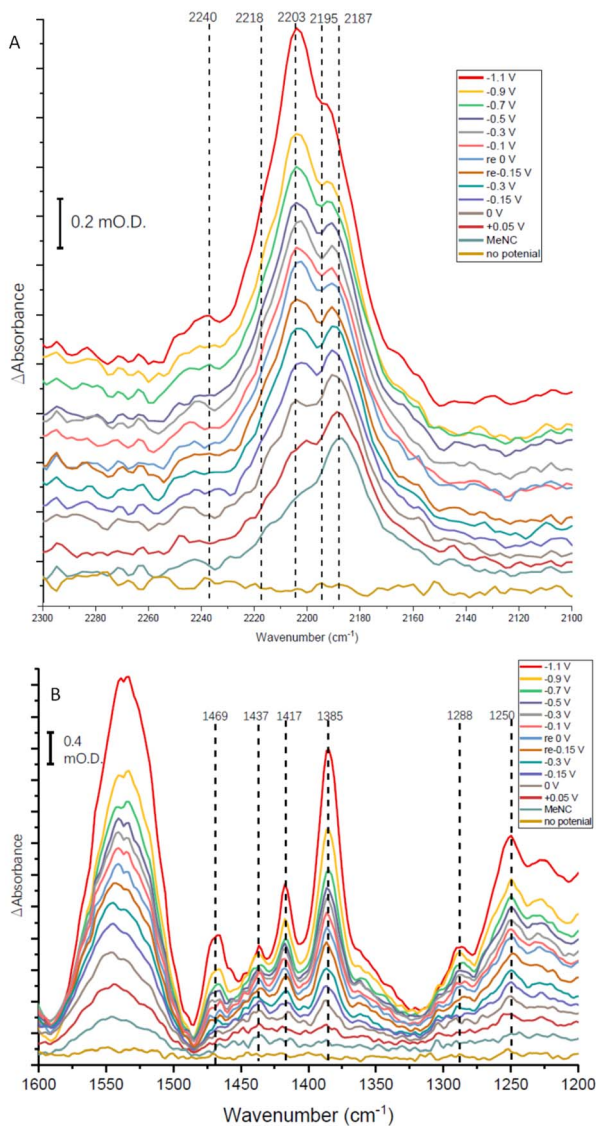 A
2240 2218 2203 2195 2187
-1.1 V
-0.9 V
-0.7 V
-0.5 V
-0.3 V
-0.1 V
re 0 V
re-0.15 V
-0.3 V
-0.15 V
0 V
+0.05 V
MeNC
no potenial
0.2 mO.D.
△Absorbance
2300 2280 2260 2240 2220 2200 2180 2160 2140 2120 2100
Wavenumber (cm-1)
B
1469 1437 1417 1385 1288 1250
-1.1 V
-0.9 V
-0.7 V
-0.5 V
-0.3 V
-0.1 V
re 0 V
re-0.15 V
-0.3 V
-0.15 V
0 V
+0.05 V
MeNC
no potenial
0.4
mO.D.
△Absorbance
1600 1550 1500 1450 1400 1350 1300 1250 1200
Wavenumber (cm-1)